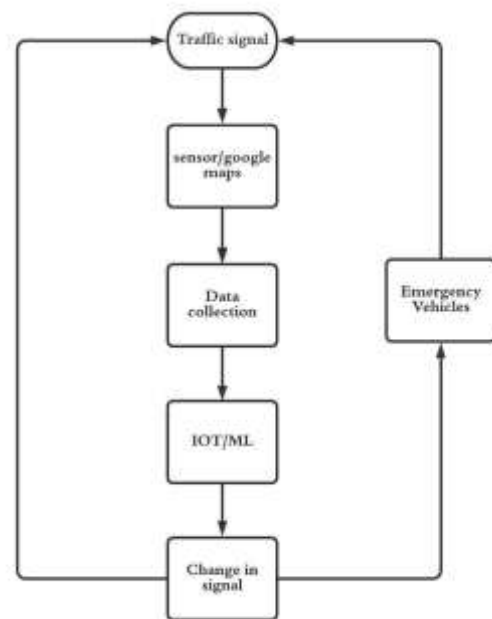 Traffic signal
sensor/google
maps
Data
collection
Emergency
Vehicles
IOT/ML
Change in
signal